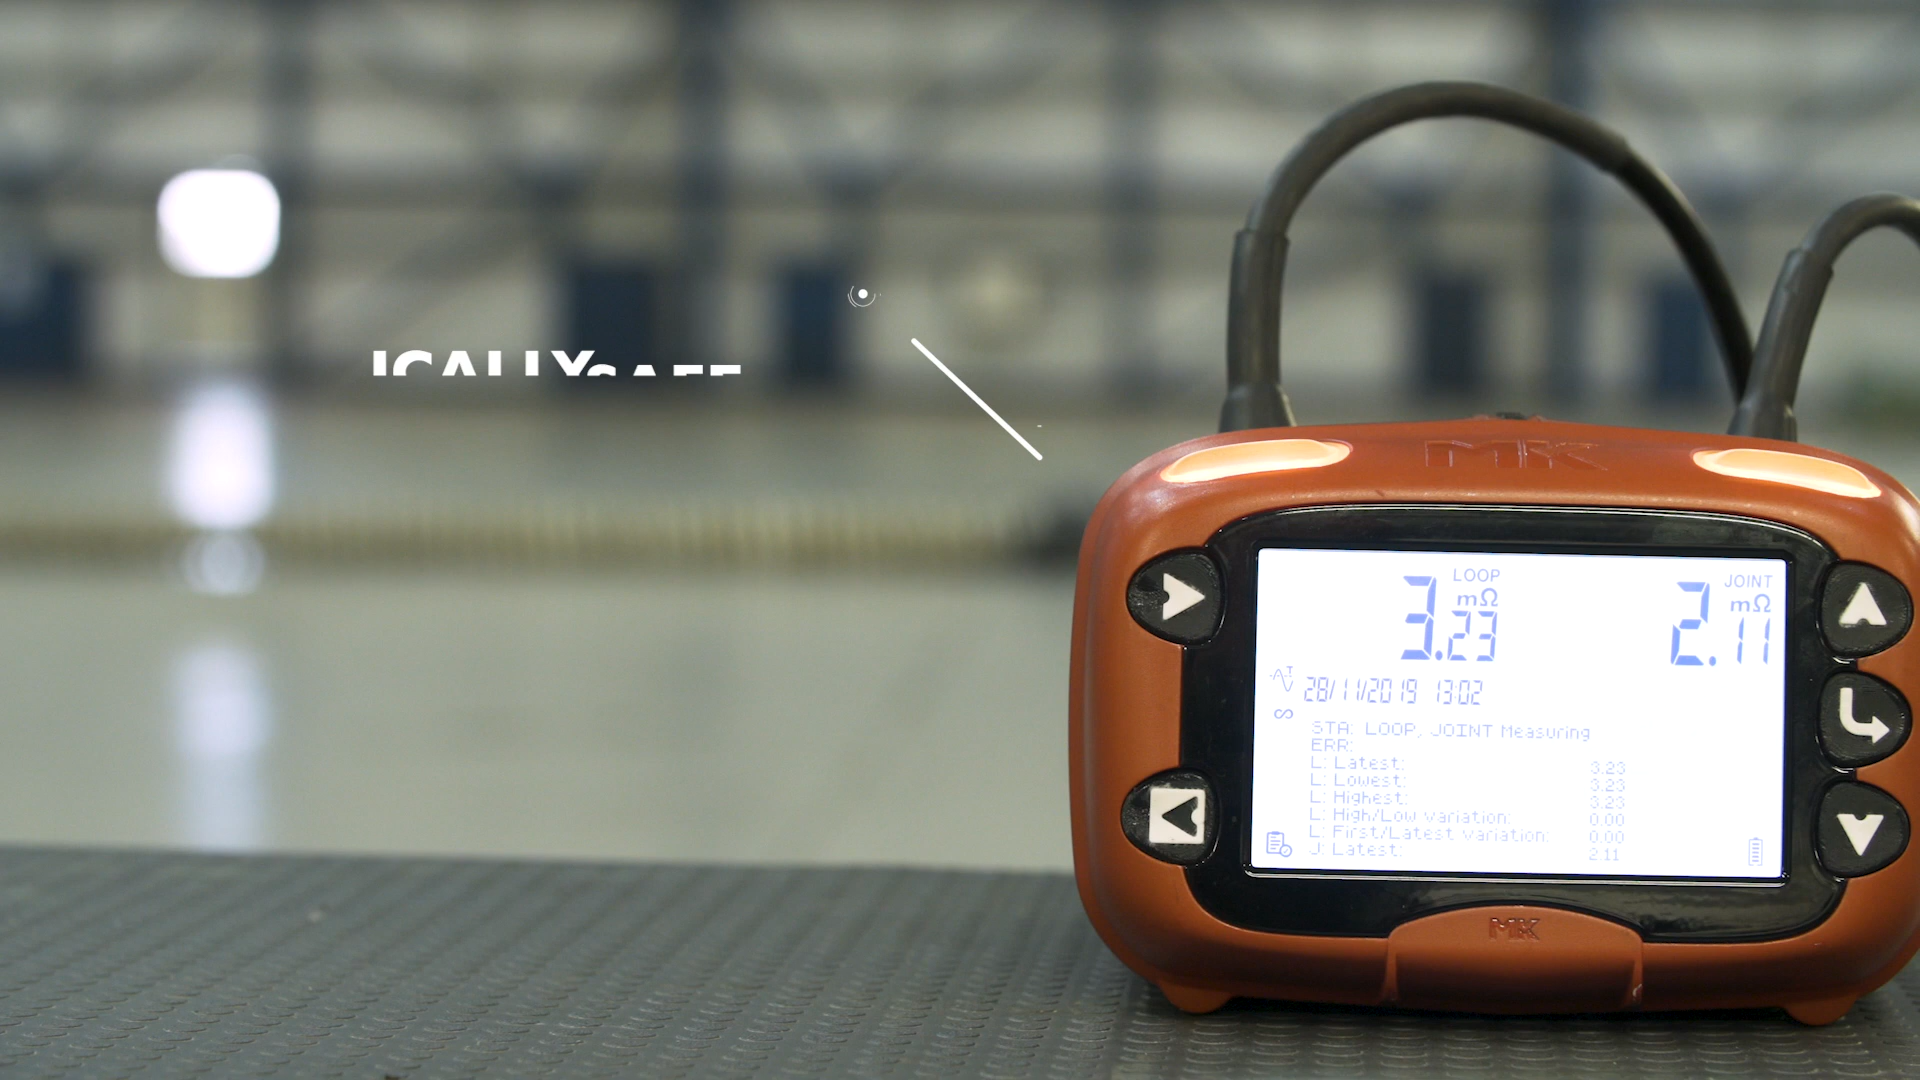 ICALLY SAFE
MK
LOOP
mΩ
3.23
JOINT
mΩ
2.11
28/11/2019 13:02
STA: LOOP, JOINT Measuring
ERR:
L: Latest: 3.23
L: Lowest: 3.23
L: Highest: 3.23
L: High/Low variation: 0.00
L: First/Latest variation: 0.00
J: Latest: 2.11
MK